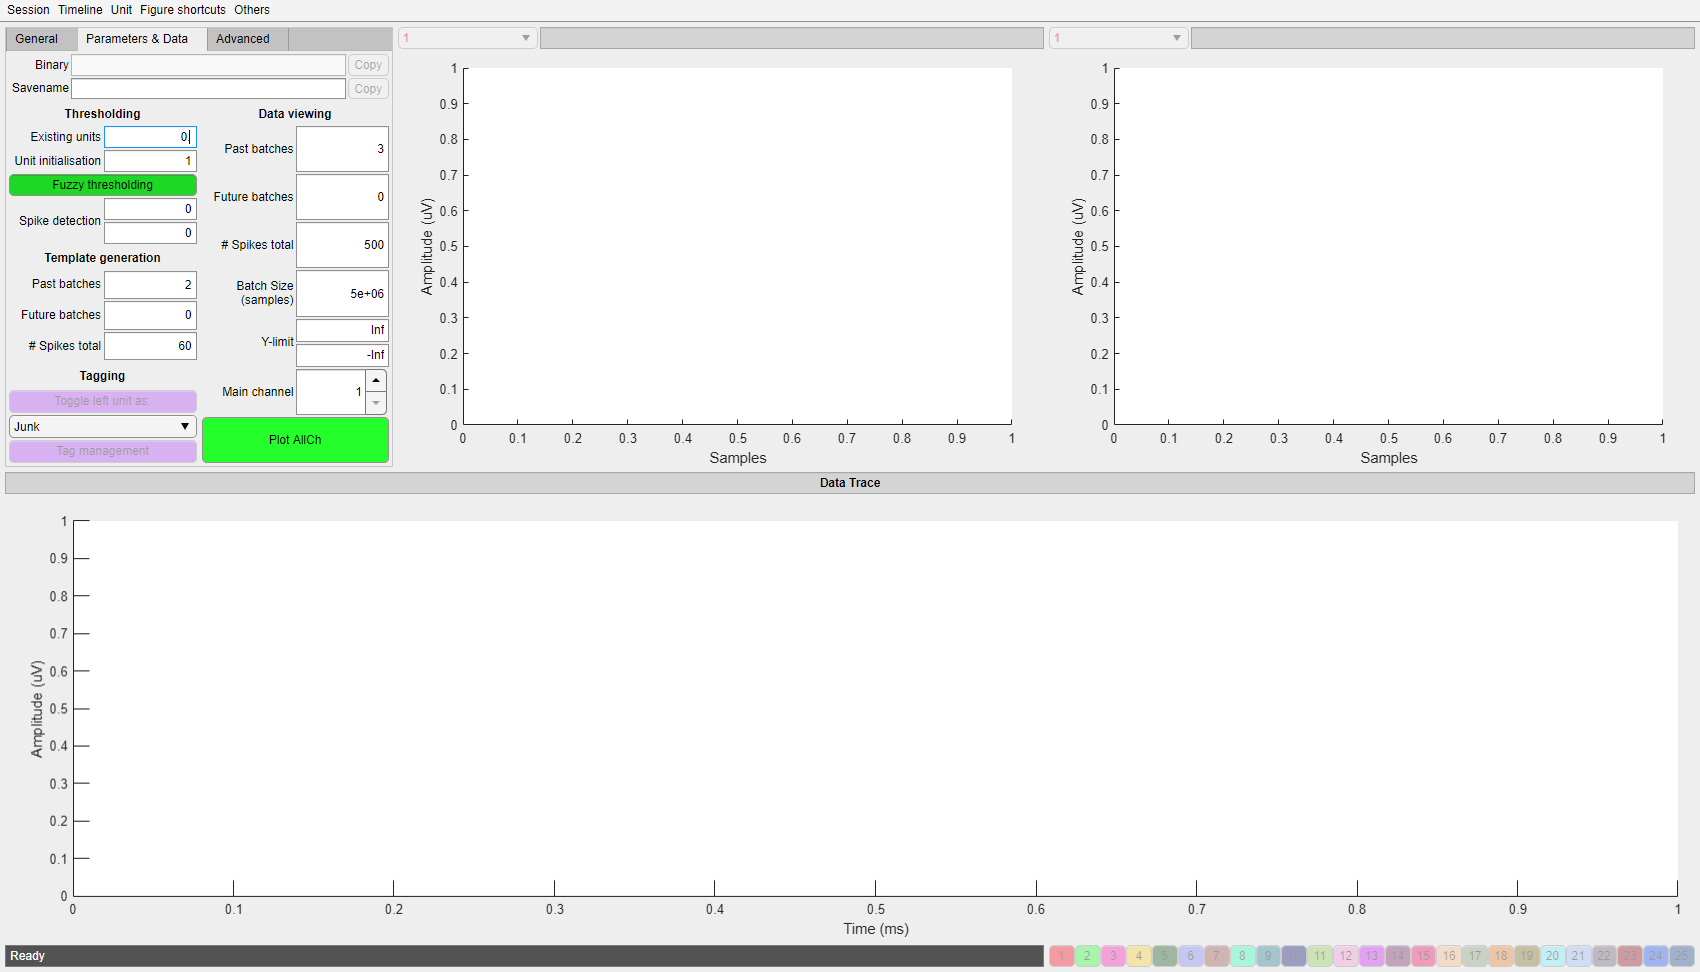 Session Timeline Unit Figure shortcuts Others
General Parameters & Data Advanced
Binary Copy
Savename Copy
Thresholding
Existing units 0
Unit initialisation 1
Fuzzy thresholding
Spike detection 0
0
Template generation
Past batches 2
Future batches 0
# Spikes total 60
Tagging
Toggle left unit as:
Junk
Tag management
Data viewing
Past batches 3
Future batches 0
# Spikes total 500
Batch Size
(samples) 5e+06
Y-limit Inf
-Inf
Main channel 1
Plot AllCh
1
Amplitude (uV)
1
0.9
0.8
0.7
0.6
0.5
0.4
0.3
0.2
0.1
0
0 0.1 0.2 0.3 0.4 0.5 0.6 0.7 0.8 0.9 1
Samples
1
Amplitude (uV)
1
0.9
0.8
0.7
0.6
0.5
0.4
0.3
0.2
0.1
0
0 0.1 0.2 0.3 0.4 0.5 0.6 0.7 0.8 0.9 1
Samples
Data Trace
Amplitude (uV)
1
0.9
0.8
0.7
0.6
0.5
0.4
0.3
0.2
0.1
0
0 0.1 0.2 0.3 0.4 0.5 0.6 0.7 0.8 0.9 1
Time (ms)
Ready
1 2 3 4 5 6 7 8 9 11 12 13 14 15 16 17 18 19 20 21 22 23 24 25